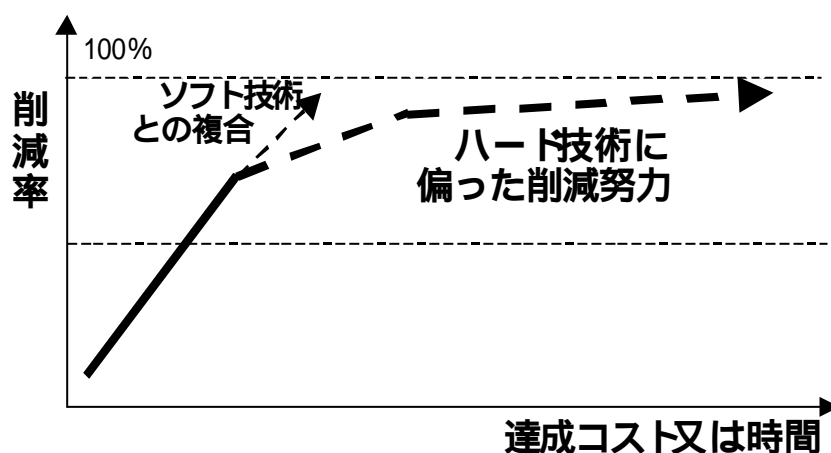 100%
削減率
ソフト技術
との複合
ハード技術に
偏った削減努力
達成コスト又は時間